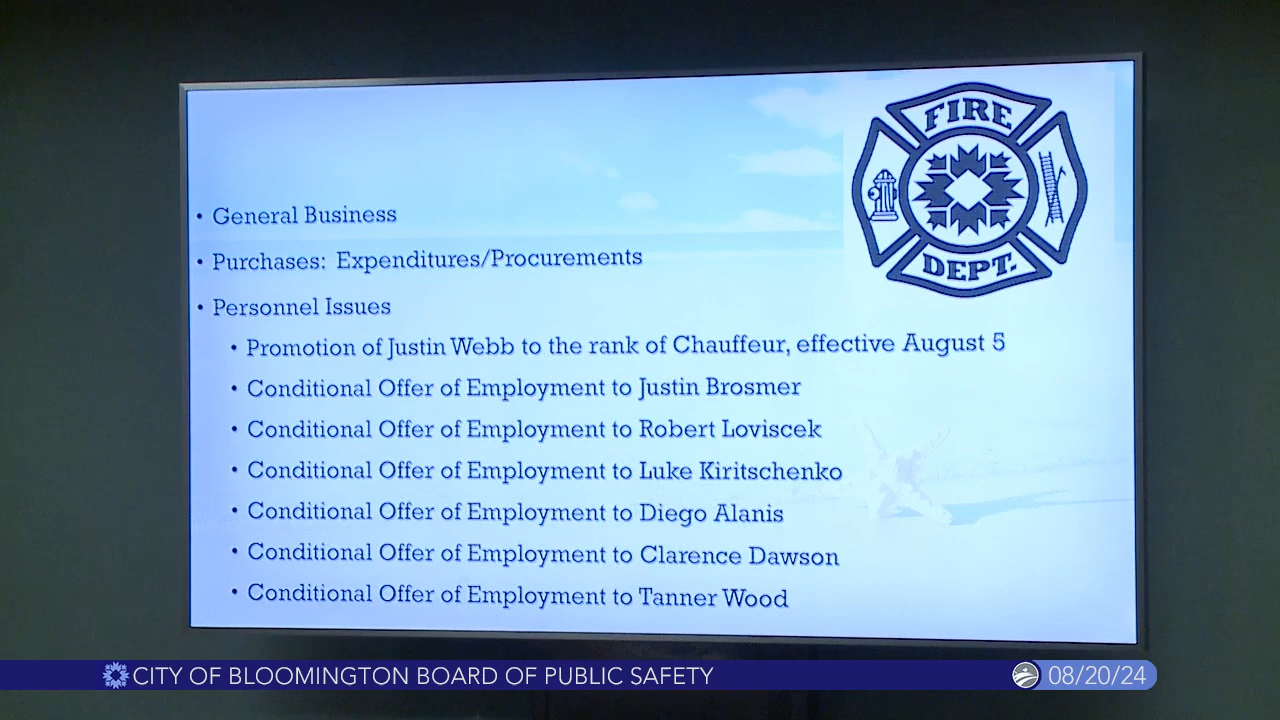 FIRE
DEPT.
• General Business
• Purchases: Expenditures/Procurements
• Personnel Issues
• Promotion of Justin Webb to the rank of Chauffeur, effective August 5
• Conditional Offer of Employment to Justin Brosmer
• Conditional Offer of Employment to Robert Loviscek
• Conditional Offer of Employment to Luke Kiritschenko
• Conditional Offer of Employment to Diego Alanis
• Conditional Offer of Employment to Clarence Dawson
• Conditional Offer of Employment to Tanner Wood
CITY OF BLOOMINGTON BOARD OF PUBLIC SAFETY
08/20/24